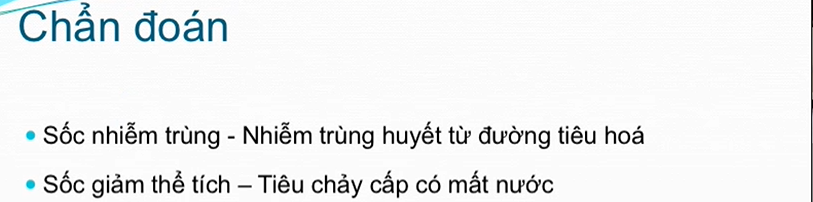 Chẩn đoán
• Sốc nhiễm trùng - Nhiễm trùng huyết từ đường tiêu hoá
• Sốc giảm thể tích – Tiêu chảy cấp có mất nước